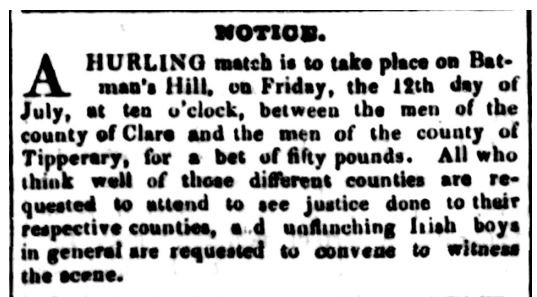 NOTICE.
A HURLING match is to take place on Bat-
man's Hill, on Friday, the 12th day of
July, at ten o'clock, between the men of the
county of Clare and the men of the county of
Tipperary, for a bet of fifty pounds. All who
think well of those different counties are re-
quested to attend to see justice done to their
respective counties, a d unflinching Irish boys
in general are requested to convene to witness
the scene.